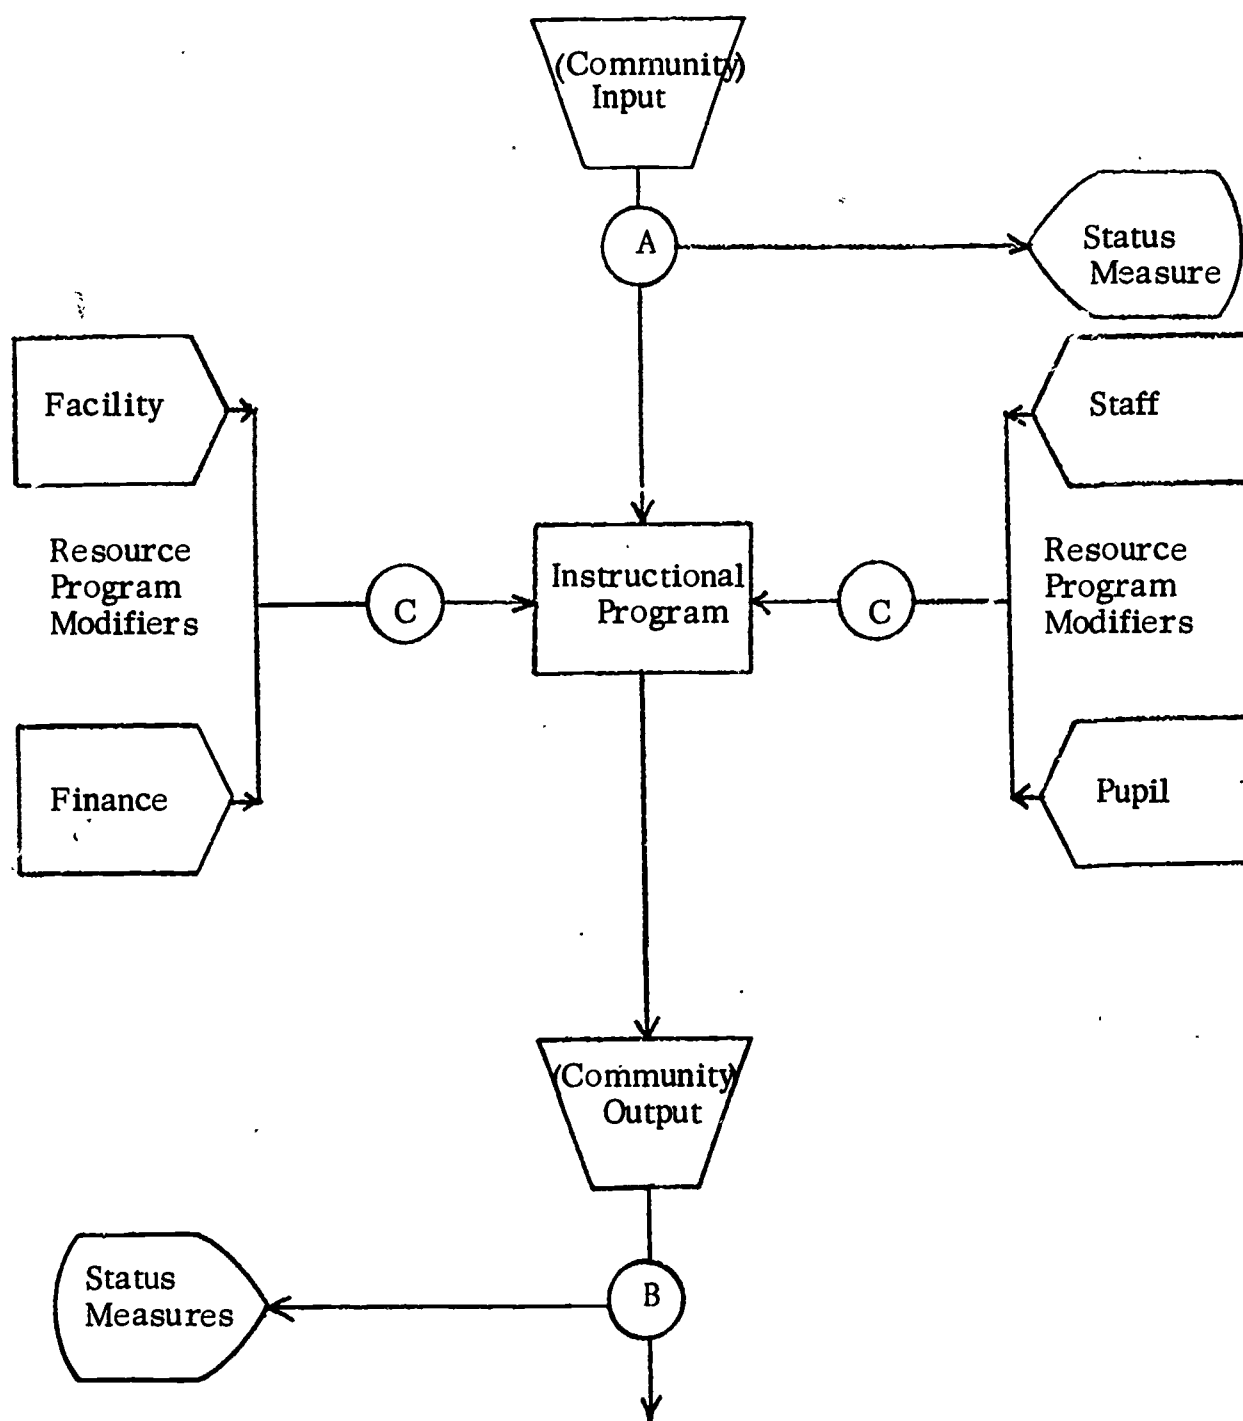 (Community)
Input
A
Status
Measure
Facility
Staff
Resource
Program
Modifiers
C
Instructional
Program
C
Resource
Program
Modifiers
Finance
Pupil
(Community)
Output
Status
Measures
B